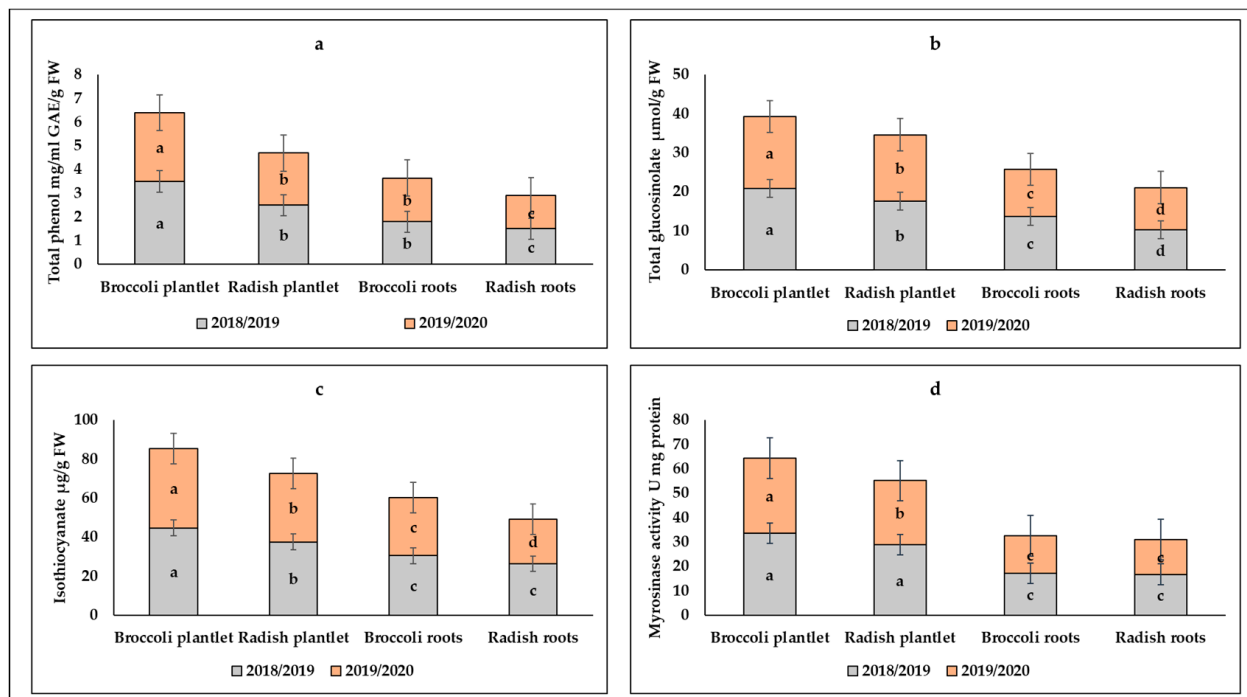 a
Total phenol mg/ml GAE/g FW
8
7
6
5
4
3
2
1
0
a
b
b
c
a
b
b
c
Broccoli plantlet Radish plantlet Broccoli roots Radish roots
2018/2019 2019/2020
b
Total glucosinolate µmol/g FW
50
40
30
20
10
0
a
b
c
d
a
b
c
d
Broccoli plantlet Radish plantlet Broccoli roots Radish roots
2018/2019 2019/2020
c
Isothiocyanate µg/g FW
100
80
60
40
20
0
a
b
c
d
a
b
c
c
Broccoli plantlet Radish plantlet Broccoli roots Radish roots
2018/2019 2019/2020
d
Myrosinase activity U mg protein
80
70
60
50
40
30
20
10
0
a
b
c
c
a
a
c
c
Broccoli plantlet Radish plantlet Broccoli roots Radish roots
2018/2019 2019/2020